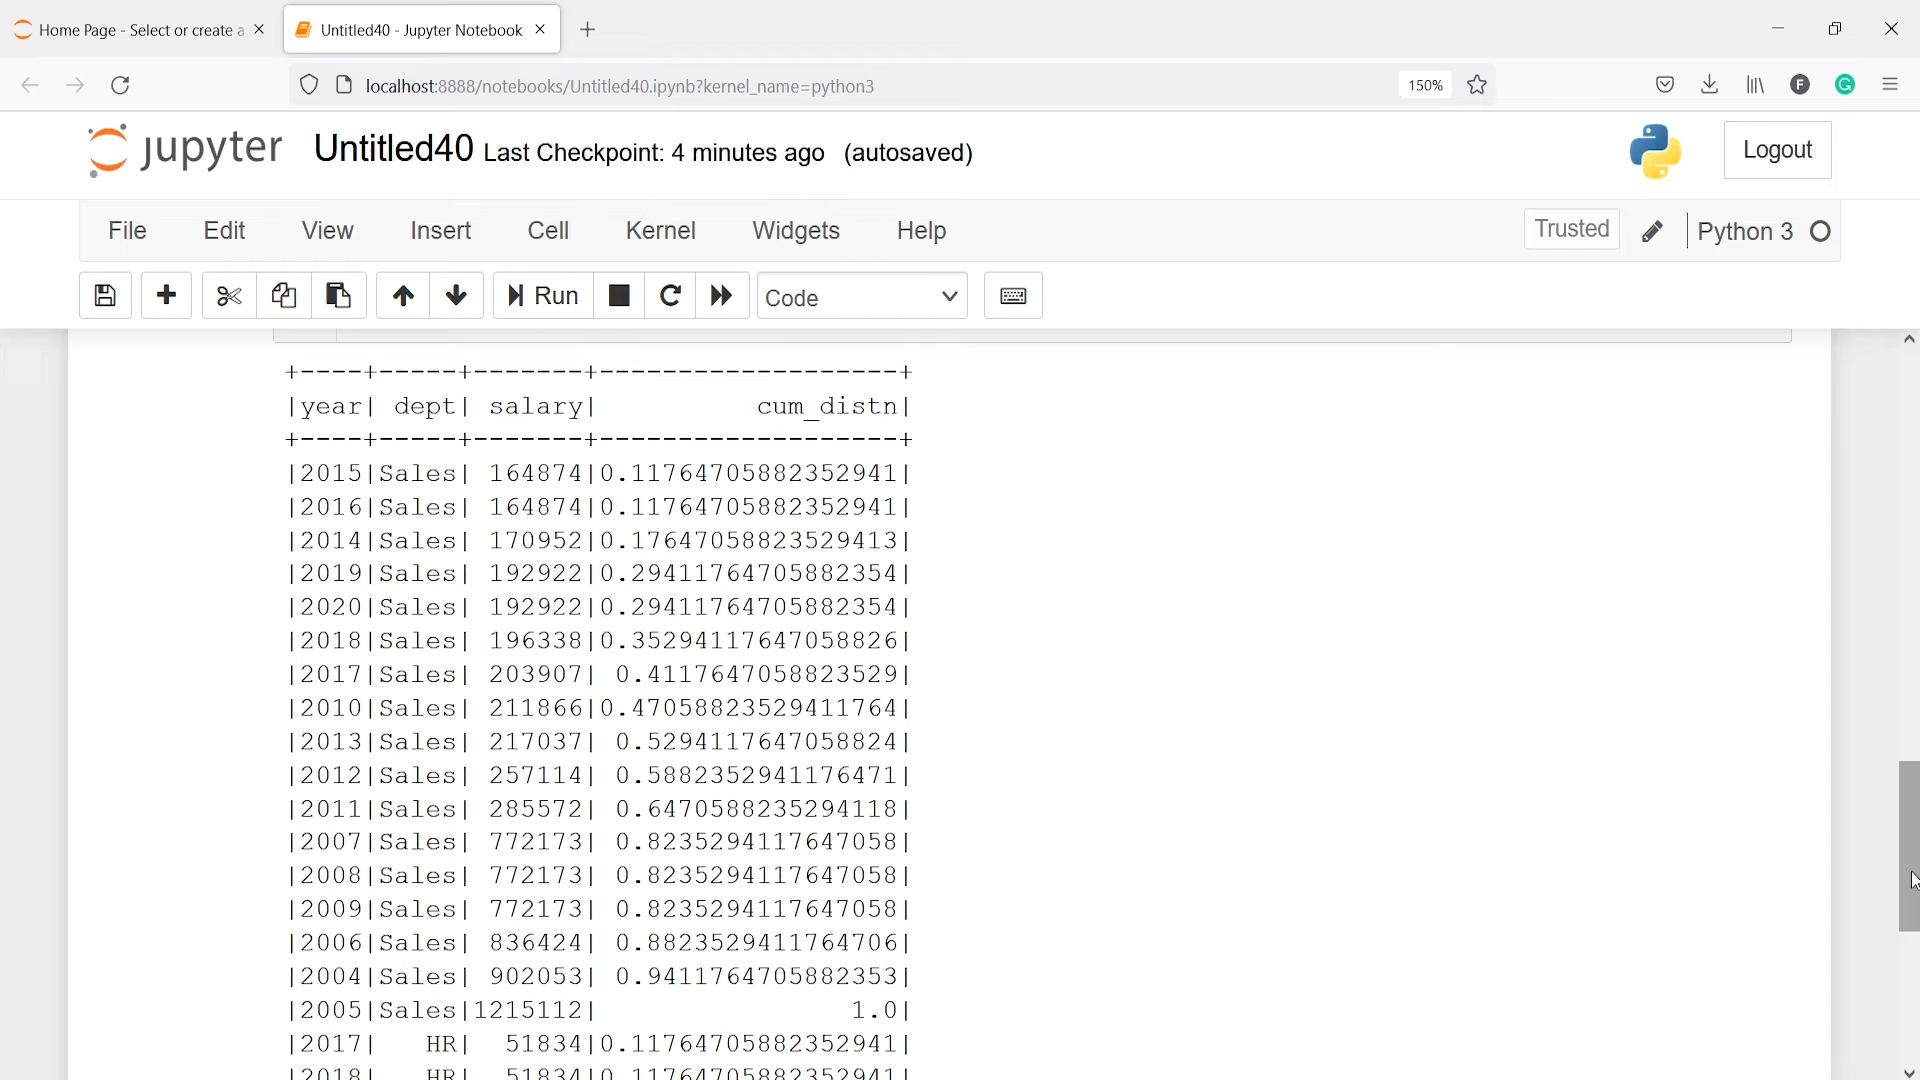 Home Page - Select or create a
Untitled40 - Jupyter Notebook
localhost:8888/notebooks/Untitled40.ipynb?kernel_name=python3
150%
F
G
jupyter Untitled40 Last Checkpoint: 4 minutes ago (autosaved)
Logout
File Edit View Insert Cell Kernel Widgets Help
Trusted
Python 3
Run
Code
+----+-----+-------+-------------------+
|year| dept| salary|          cum_distn|
+----+-----+-------+-------------------+
|2015|Sales| 164874|0.11764705882352941|
|2016|Sales| 164874|0.11764705882352941|
|2014|Sales| 170952|0.17647058823529413|
|2019|Sales| 192922|0.29411764705882354|
|2020|Sales| 192922|0.29411764705882354|
|2018|Sales| 196338|0.35294117647058826|
|2017|Sales| 203907| 0.4117647058823529|
|2010|Sales| 211866|0.47058823529411764|
|2013|Sales| 217037| 0.5294117647058824|
|2012|Sales| 257114| 0.5882352941176471|
|2011|Sales| 285572| 0.6470588235294118|
|2007|Sales| 772173| 0.8235294117647058|
|2008|Sales| 772173| 0.8235294117647058|
|2009|Sales| 772173| 0.8235294117647058|
|2006|Sales| 836424| 0.8823529411764706|
|2004|Sales| 902053| 0.9411764705882353|
|2005|Sales|1215112|                1.0|
|2017|   HR|  51834|0.11764705882352941|
|2018|   HR|  51834|0.11764705882352941|